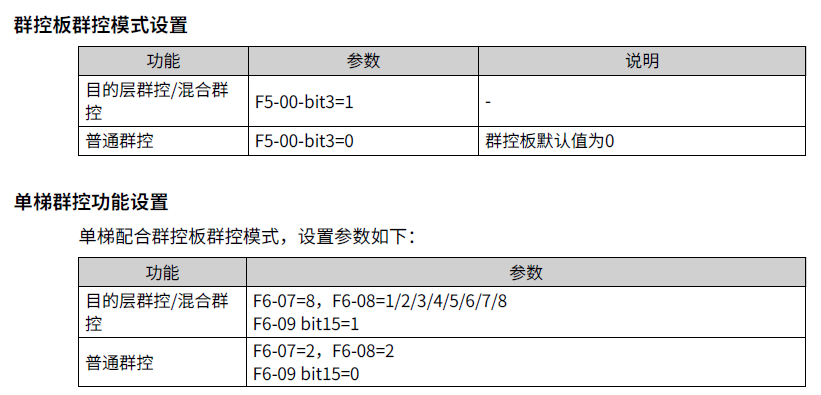 群控板群控模式设置
功能 参数 说明
目的层群控/混合群
控
F5-00-bit3=1 -
普通群控 F5-00-bit3=0 群控板默认值为0
单梯群控功能设置
单梯配合群控板群控模式，设置参数如下：
功能 参数
目的层群控/混合群
控
F6-07=8，F6-08=1/2/3/4/5/6/7/8
F6-09 bit15=1
普通群控
F6-07=2，F6-08=2
F6-09 bit15=0